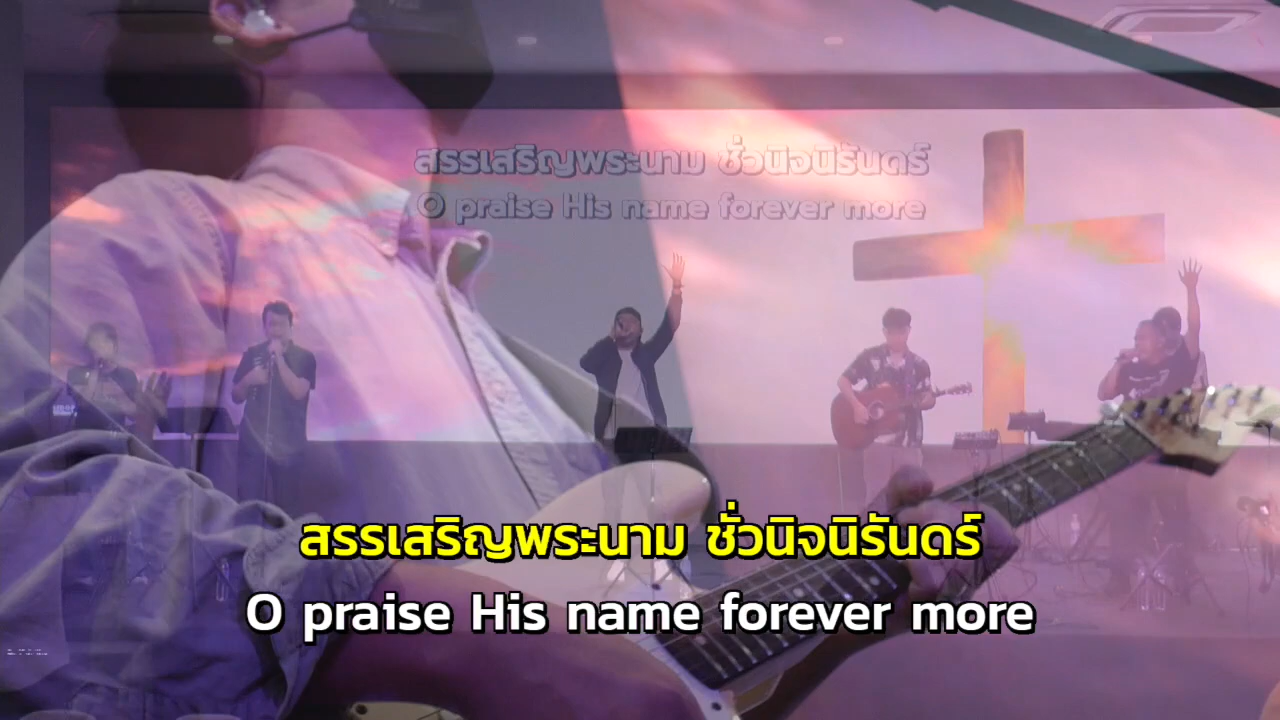 สรรเสริญพระนาม ชั่วนิจนิรันดร์
O praise His name forever more
สรรเสริญพระนาม ชั่วนิจนิรันดร์
O praise His name forever more